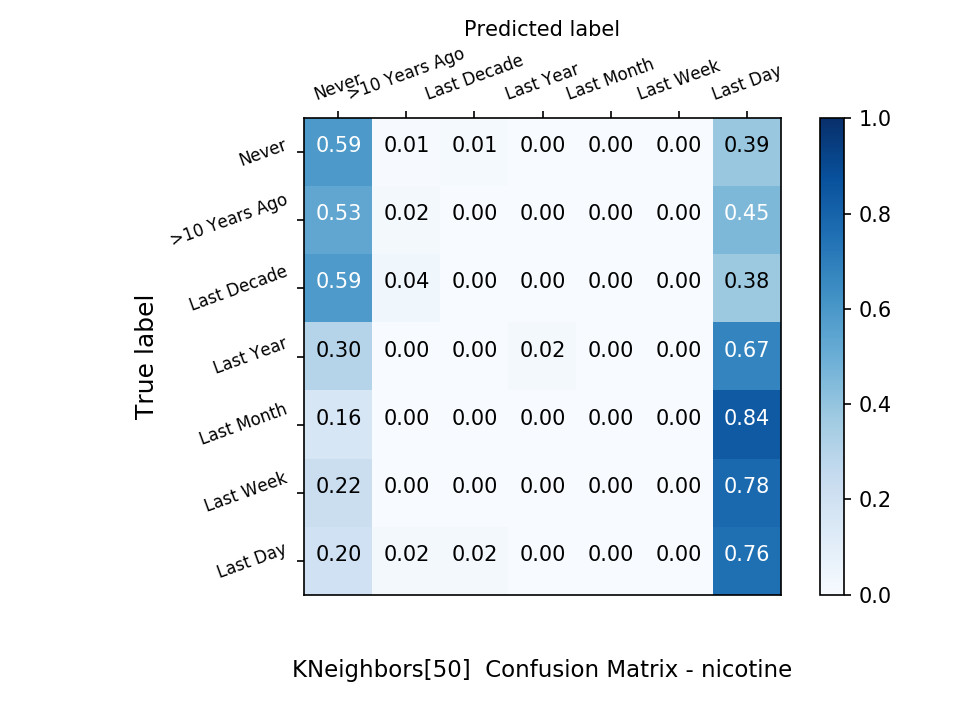 Predicted label
Never >10 Years Ago Last Decade Last Year Last Month Last Week Last Day
Never 0.59 0.01 0.01 0.00 0.00 0.00 0.39
>10 Years Ago 0.53 0.02 0.00 0.00 0.00 0.00 0.45
Last Decade 0.59 0.04 0.00 0.00 0.00 0.00 0.38
Last Year 0.30 0.00 0.00 0.02 0.00 0.00 0.67
Last Month 0.16 0.00 0.00 0.00 0.00 0.00 0.84
Last Week 0.22 0.00 0.00 0.00 0.00 0.00 0.78
Last Day 0.20 0.02 0.02 0.00 0.00 0.00 0.76
True label
1.0
0.8
0.6
0.4
0.2
0.0
KNeighbors[50]  Confusion Matrix - nicotine